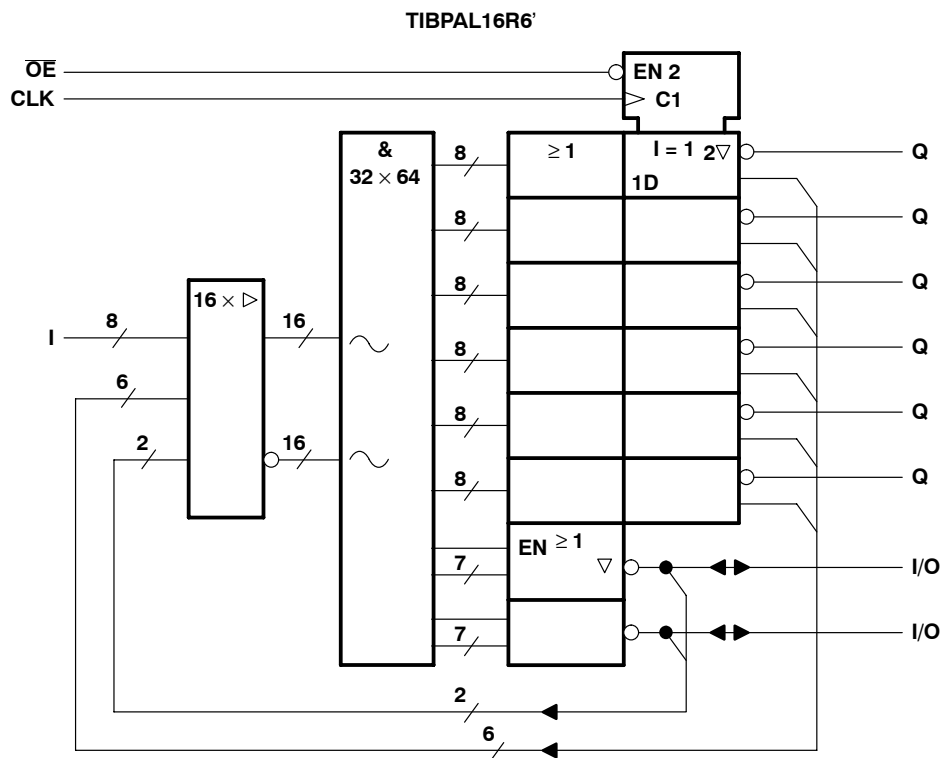 TIBPAL16R6’
OE
EN 2
CLK
C1
&
32 × 64
8
≥ 1
I = 1 2▽
1D
Q
8
Q
8
Q
16 × ▷
I
8
16
8
Q
6
8
Q
2
16
8
Q
EN ≥ 1
▽
7
I/O
7
I/O
2
6